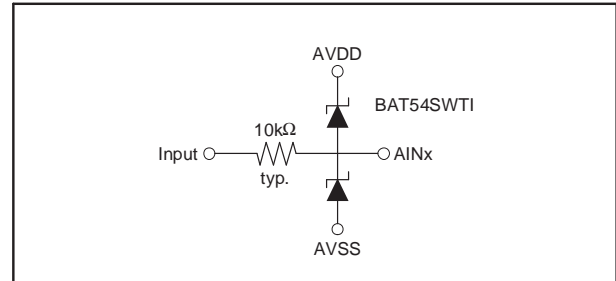 AVDD
BAT54SWTI
10kΩ
Input
AINx
typ.
AVSS